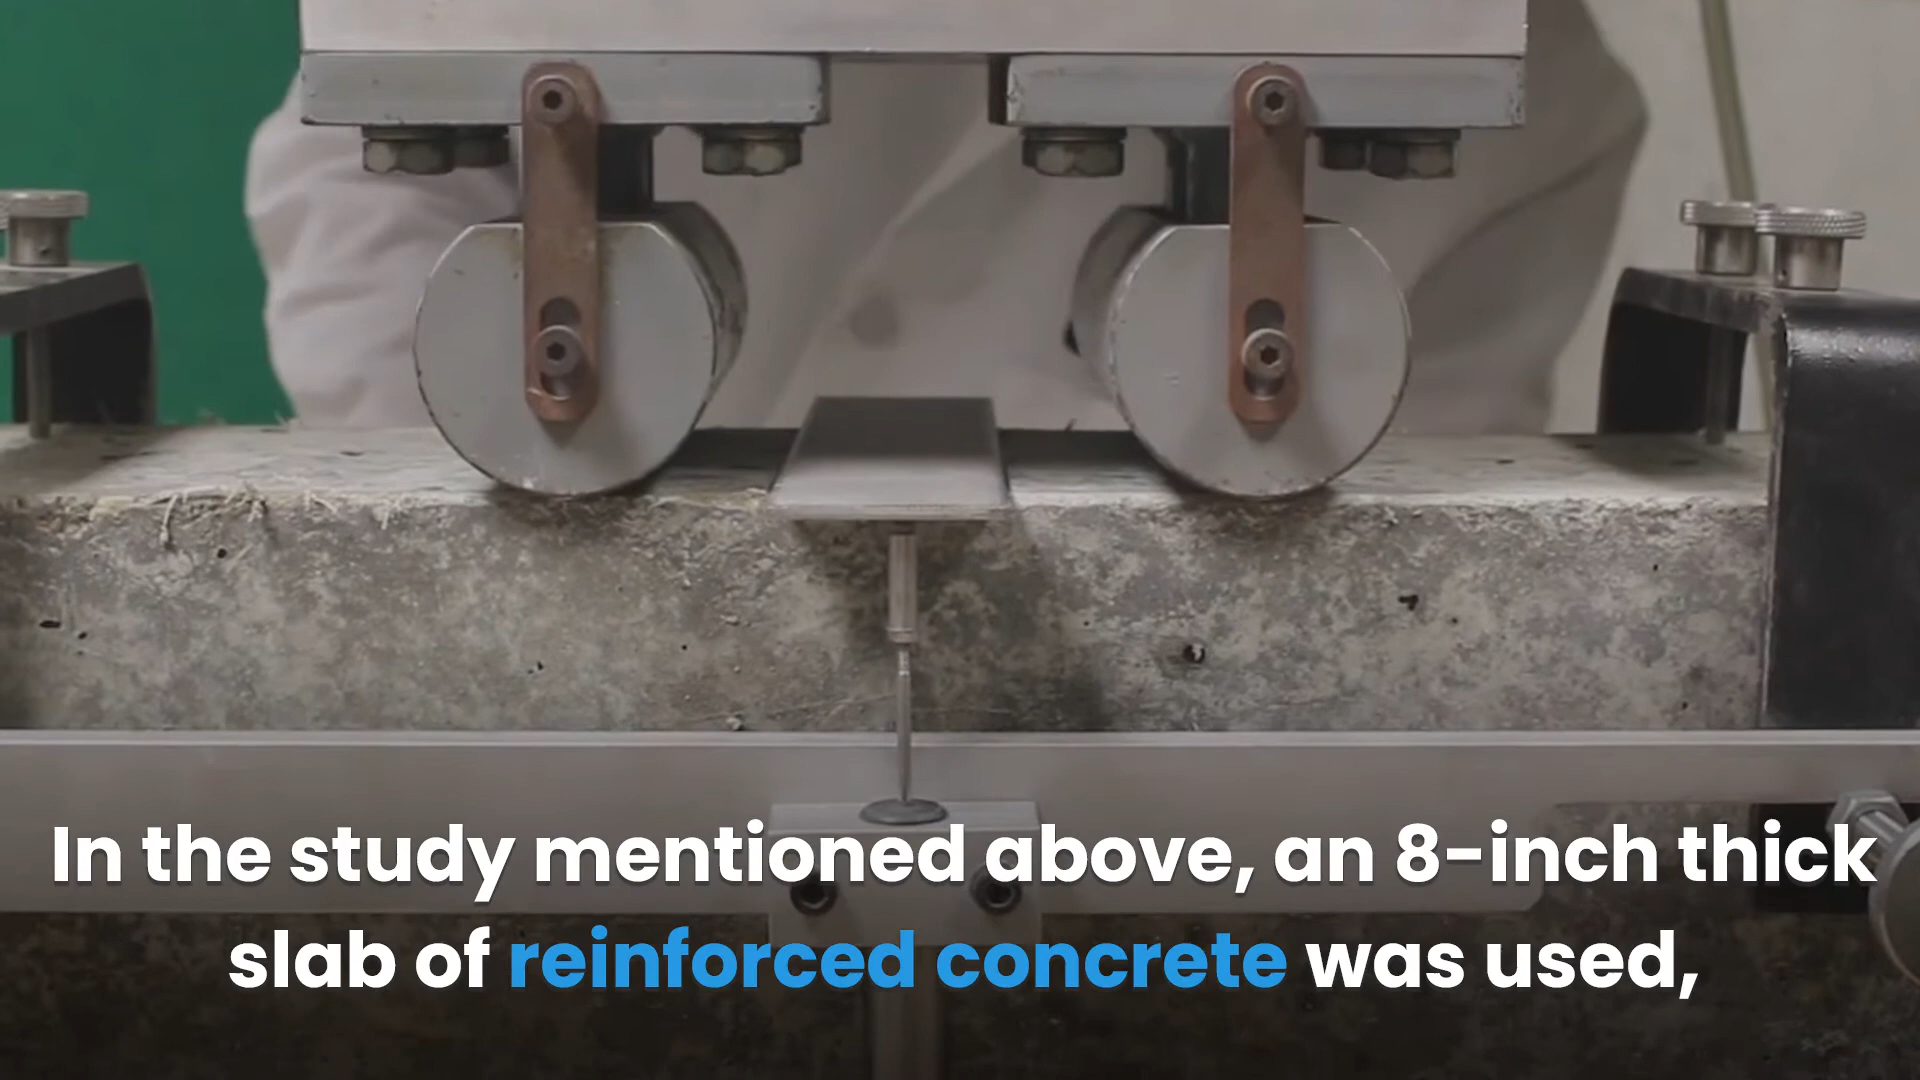 In the study mentioned above, an 8-inch thick
slab of reinforced concrete was used,